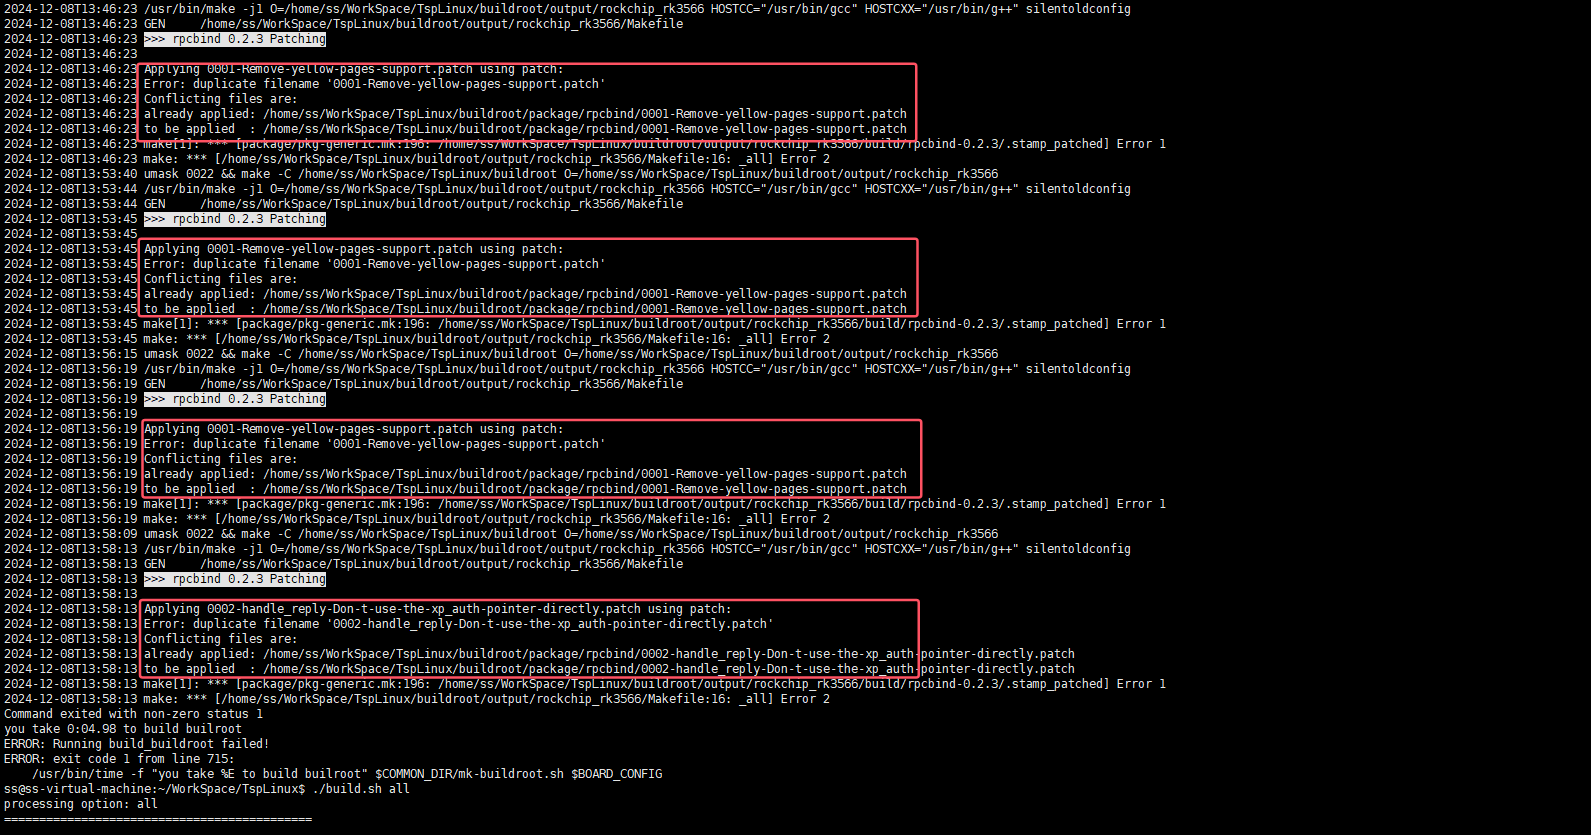 2024-12-08T13:46:23 /usr/bin/make -j1 O=/home/ss/WorkSpace/TspLinux/buildroot/output/rockchip_rk3566 HOSTCC="/usr/bin/gcc" HOSTCXX="/usr/bin/g++" silentoldconfig
2024-12-08T13:46:23 GEN     /home/ss/WorkSpace/TspLinux/buildroot/output/rockchip_rk3566/Makefile
2024-12-08T13:46:23 >>> rpcbind 0.2.3 Patching
2024-12-08T13:46:23
2024-12-08T13:46:23 Applying 0001-Remove-yellow-pages-support.patch using patch:
2024-12-08T13:46:23 Error: duplicate filename '0001-Remove-yellow-pages-support.patch'
2024-12-08T13:46:23 Conflicting files are:
2024-12-08T13:46:23 already applied: /home/ss/WorkSpace/TspLinux/buildroot/package/rpcbind/0001-Remove-yellow-pages-support.patch
2024-12-08T13:46:23 to be applied  : /home/ss/WorkSpace/TspLinux/buildroot/package/rpcbind/0001-Remove-yellow-pages-support.patch
2024-12-08T13:46:23 make[1]: *** [package/pkg-generic.mk:196: /home/ss/WorkSpace/TspLinux/buildroot/output/rockchip_rk3566/build/rpcbind-0.2.3/.stamp_patched] Error 1
2024-12-08T13:46:23 make: *** [/home/ss/WorkSpace/TspLinux/buildroot/output/rockchip_rk3566/Makefile:16: _all] Error 2
2024-12-08T13:53:40 umask 0022 && make -C /home/ss/WorkSpace/TspLinux/buildroot O=/home/ss/WorkSpace/TspLinux/buildroot/output/rockchip_rk3566
2024-12-08T13:53:44 /usr/bin/make -j1 O=/home/ss/WorkSpace/TspLinux/buildroot/output/rockchip_rk3566 HOSTCC="/usr/bin/gcc" HOSTCXX="/usr/bin/g++" silentoldconfig
2024-12-08T13:53:44 GEN     /home/ss/WorkSpace/TspLinux/buildroot/output/rockchip_rk3566/Makefile
2024-12-08T13:53:45 >>> rpcbind 0.2.3 Patching
2024-12-08T13:53:45
2024-12-08T13:53:45 Applying 0001-Remove-yellow-pages-support.patch using patch:
2024-12-08T13:53:45 Error: duplicate filename '0001-Remove-yellow-pages-support.patch'
2024-12-08T13:53:45 Conflicting files are:
2024-12-08T13:53:45 already applied: /home/ss/WorkSpace/TspLinux/buildroot/package/rpcbind/0001-Remove-yellow-pages-support.patch
2024-12-08T13:53:45 to be applied  : /home/ss/WorkSpace/TspLinux/buildroot/package/rpcbind/0001-Remove-yellow-pages-support.patch
2024-12-08T13:53:45 make[1]: *** [package/pkg-generic.mk:196: /home/ss/WorkSpace/TspLinux/buildroot/output/rockchip_rk3566/build/rpcbind-0.2.3/.stamp_patched] Error 1
2024-12-08T13:53:45 make: *** [/home/ss/WorkSpace/TspLinux/buildroot/output/rockchip_rk3566/Makefile:16: _all] Error 2
2024-12-08T13:56:15 umask 0022 && make -C /home/ss/WorkSpace/TspLinux/buildroot O=/home/ss/WorkSpace/TspLinux/buildroot/output/rockchip_rk3566
2024-12-08T13:56:19 /usr/bin/make -j1 O=/home/ss/WorkSpace/TspLinux/buildroot/output/rockchip_rk3566 HOSTCC="/usr/bin/gcc" HOSTCXX="/usr/bin/g++" silentoldconfig
2024-12-08T13:56:19 GEN     /home/ss/WorkSpace/TspLinux/buildroot/output/rockchip_rk3566/Makefile
2024-12-08T13:56:19 >>> rpcbind 0.2.3 Patching
2024-12-08T13:56:19
2024-12-08T13:56:19 Applying 0001-Remove-yellow-pages-support.patch using patch:
2024-12-08T13:56:19 Error: duplicate filename '0001-Remove-yellow-pages-support.patch'
2024-12-08T13:56:19 Conflicting files are:
2024-12-08T13:56:19 already applied: /home/ss/WorkSpace/TspLinux/buildroot/package/rpcbind/0001-Remove-yellow-pages-support.patch
2024-12-08T13:56:19 to be applied  : /home/ss/WorkSpace/TspLinux/buildroot/package/rpcbind/0001-Remove-yellow-pages-support.patch
2024-12-08T13:56:19 make[1]: *** [package/pkg-generic.mk:196: /home/ss/WorkSpace/TspLinux/buildroot/output/rockchip_rk3566/build/rpcbind-0.2.3/.stamp_patched] Error 1
2024-12-08T13:56:19 make: *** [/home/ss/WorkSpace/TspLinux/buildroot/output/rockchip_rk3566/Makefile:16: _all] Error 2
2024-12-08T13:58:09 umask 0022 && make -C /home/ss/WorkSpace/TspLinux/buildroot O=/home/ss/WorkSpace/TspLinux/buildroot/output/rockchip_rk3566
2024-12-08T13:58:13 /usr/bin/make -j1 O=/home/ss/WorkSpace/TspLinux/buildroot/output/rockchip_rk3566 HOSTCC="/usr/bin/gcc" HOSTCXX="/usr/bin/g++" silentoldconfig
2024-12-08T13:58:13 GEN     /home/ss/WorkSpace/TspLinux/buildroot/output/rockchip_rk3566/Makefile
2024-12-08T13:58:13 >>> rpcbind 0.2.3 Patching
2024-12-08T13:58:13
2024-12-08T13:58:13 Applying 0002-handle_reply-Don-t-use-the-xp_auth-pointer-directly.patch using patch:
2024-12-08T13:58:13 Error: duplicate filename '0002-handle_reply-Don-t-use-the-xp_auth-pointer-directly.patch'
2024-12-08T13:58:13 Conflicting files are:
2024-12-08T13:58:13 already applied: /home/ss/WorkSpace/TspLinux/buildroot/package/rpcbind/0002-handle_reply-Don-t-use-the-xp_auth-pointer-directly.patch
2024-12-08T13:58:13 to be applied  : /home/ss/WorkSpace/TspLinux/buildroot/package/rpcbind/0002-handle_reply-Don-t-use-the-xp_auth-pointer-directly.patch
2024-12-08T13:58:13 make[1]: *** [package/pkg-generic.mk:196: /home/ss/WorkSpace/TspLinux/buildroot/output/rockchip_rk3566/build/rpcbind-0.2.3/.stamp_patched] Error 1
2024-12-08T13:58:13 make: *** [/home/ss/WorkSpace/TspLinux/buildroot/output/rockchip_rk3566/Makefile:16: _all] Error 2
Command exited with non-zero status 1
you take 0:04.98 to build builroot
ERROR: Running build_buildroot failed!
ERROR: exit code 1 from line 715:
    /usr/bin/time -f "you take %E to build builroot" $COMMON_DIR/mk-buildroot.sh $BOARD_CONFIG
ss@ss-virtual-machine:~/WorkSpace/TspLinux$ ./build.sh all
processing option: all
============================================